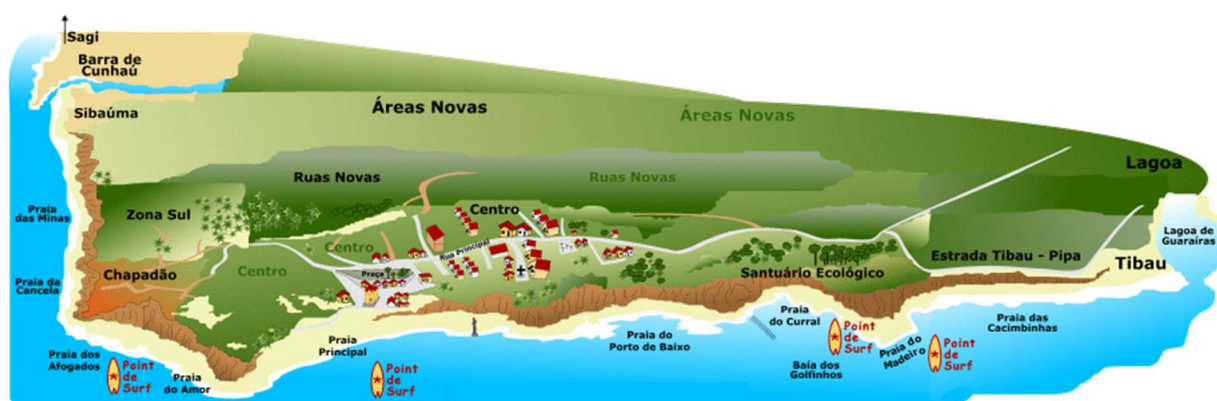 Sagi
Barra de
Cunhaú
Sibaúma
Áreas Novas
Áreas Novas
Lagoa
Ruas Novas
Ruas Novas
Zona Sul
Praia
das Minas
Centro
Centro
Rua Principal
Centro
Praça
Chapadão
Praia da
Cancela
Santuário Ecológico
Estrada Tibau - Pipa
Tibau
Lagoa de
Guaraíras
Praia dos
Afogados
Point
de
Surf
Praia
do Amor
Praia
Principal
Point
de
Surf
Praia do
Porto de Baixo
Praia
do Curral
Baia dos
Golfinhos
Point
de
Surf
Praia do
Madeiro
Point
de
Surf
Praia das
Cacimbinhas